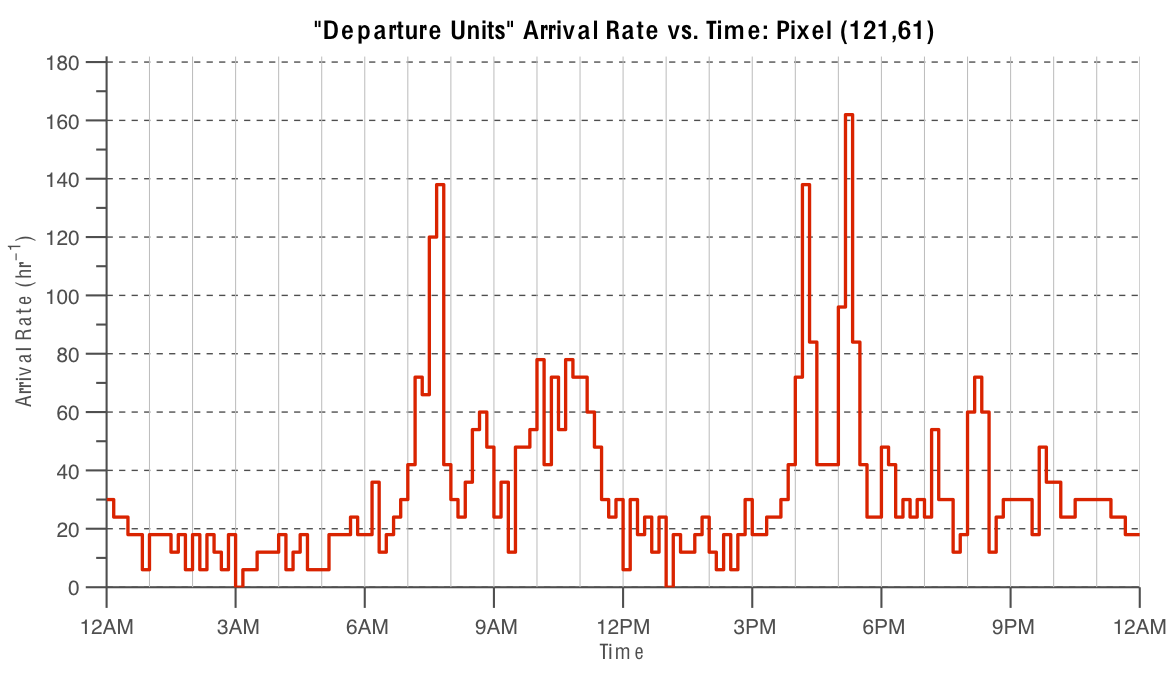 "Departure Units" Arrival Rate vs. Time: Pixel (121,61)
180
160
140
120
100
80
60
40
20
0
Arrival Rate (hr⁻¹)
12AM 3AM 6AM 9AM 12PM 3PM 6PM 9PM 12AM
Time